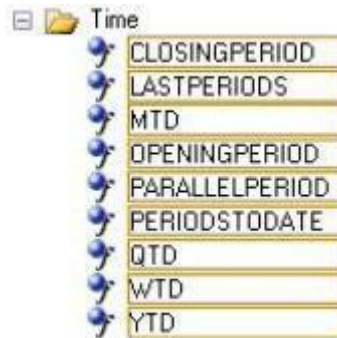 Time
CLOSINGPERIOD
LASTPERIODS
MTD
OPENINGPERIOD
PARALLELPERIOD
PERIODSTODATE
QTD
WTD
YTD